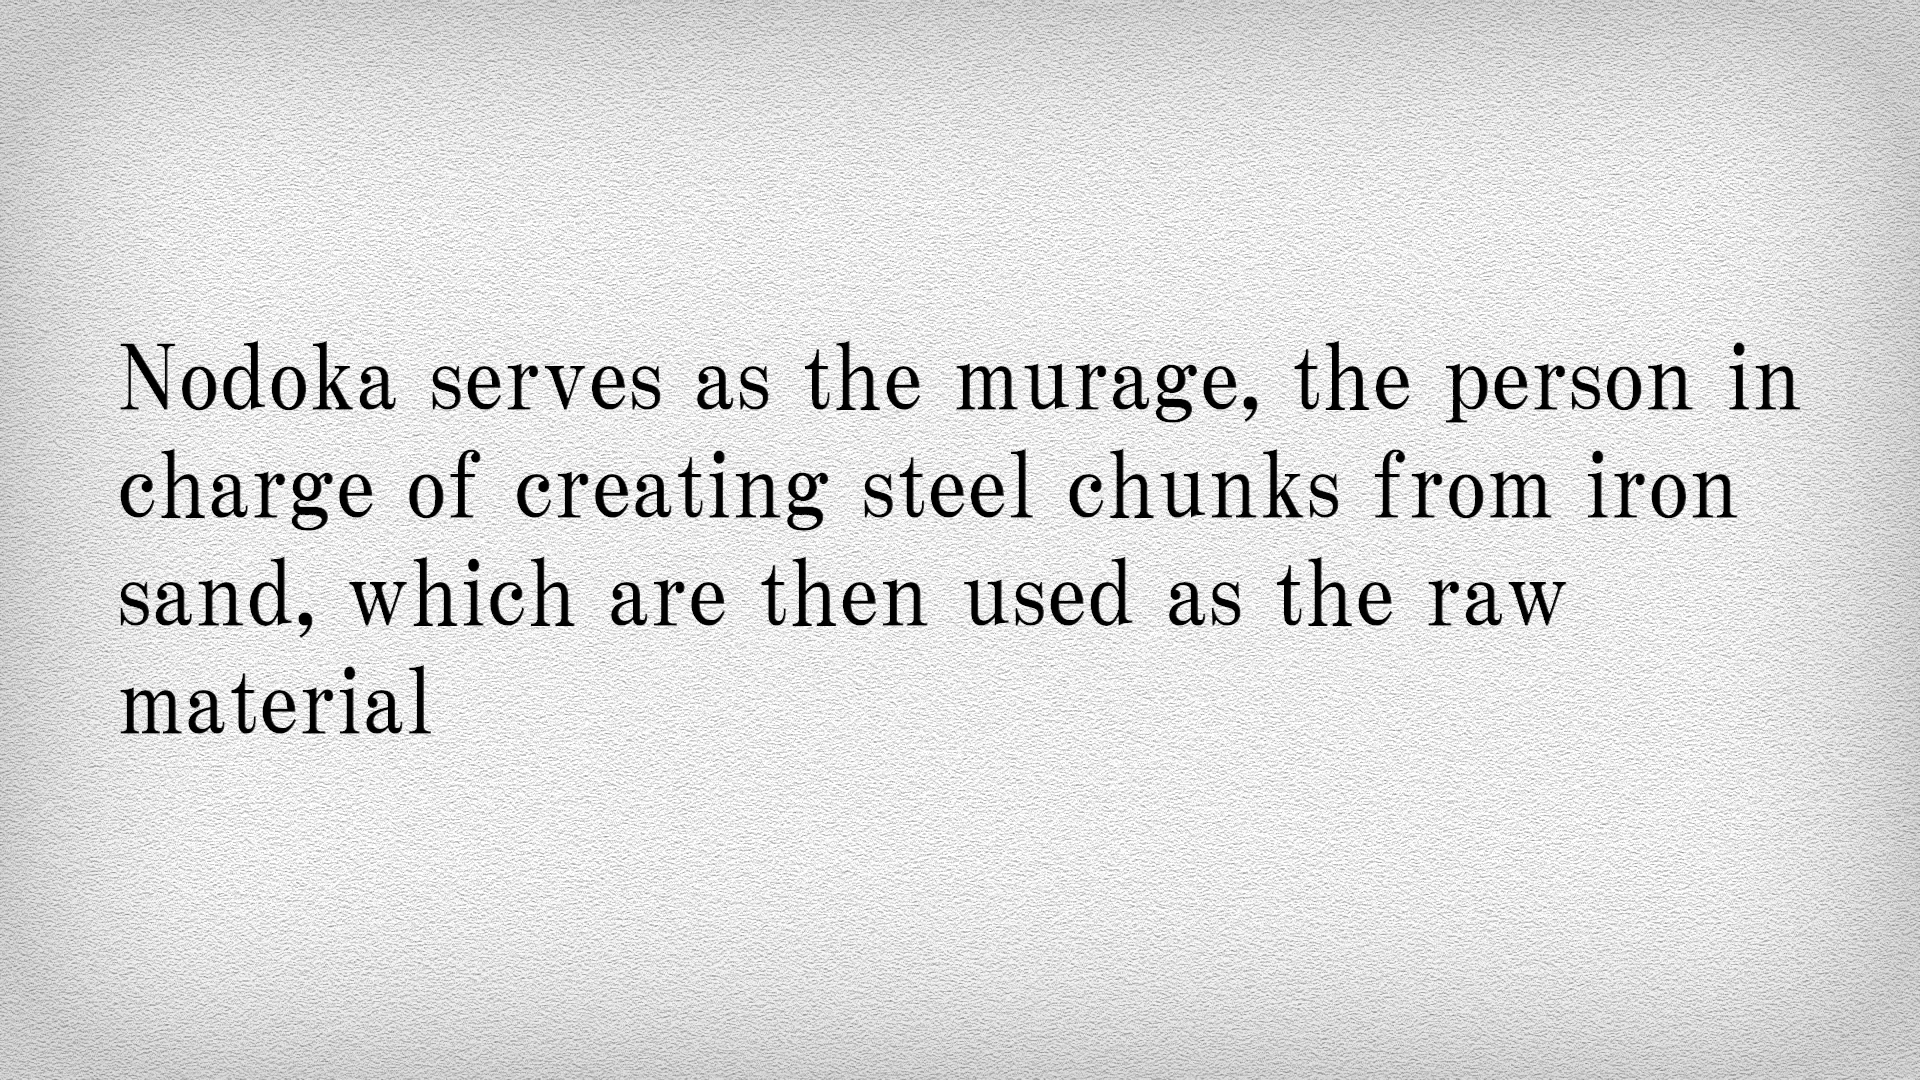 Nodoka serves as the murage, the person in
charge of creating steel chunks from iron
sand, which are then used as the raw
material